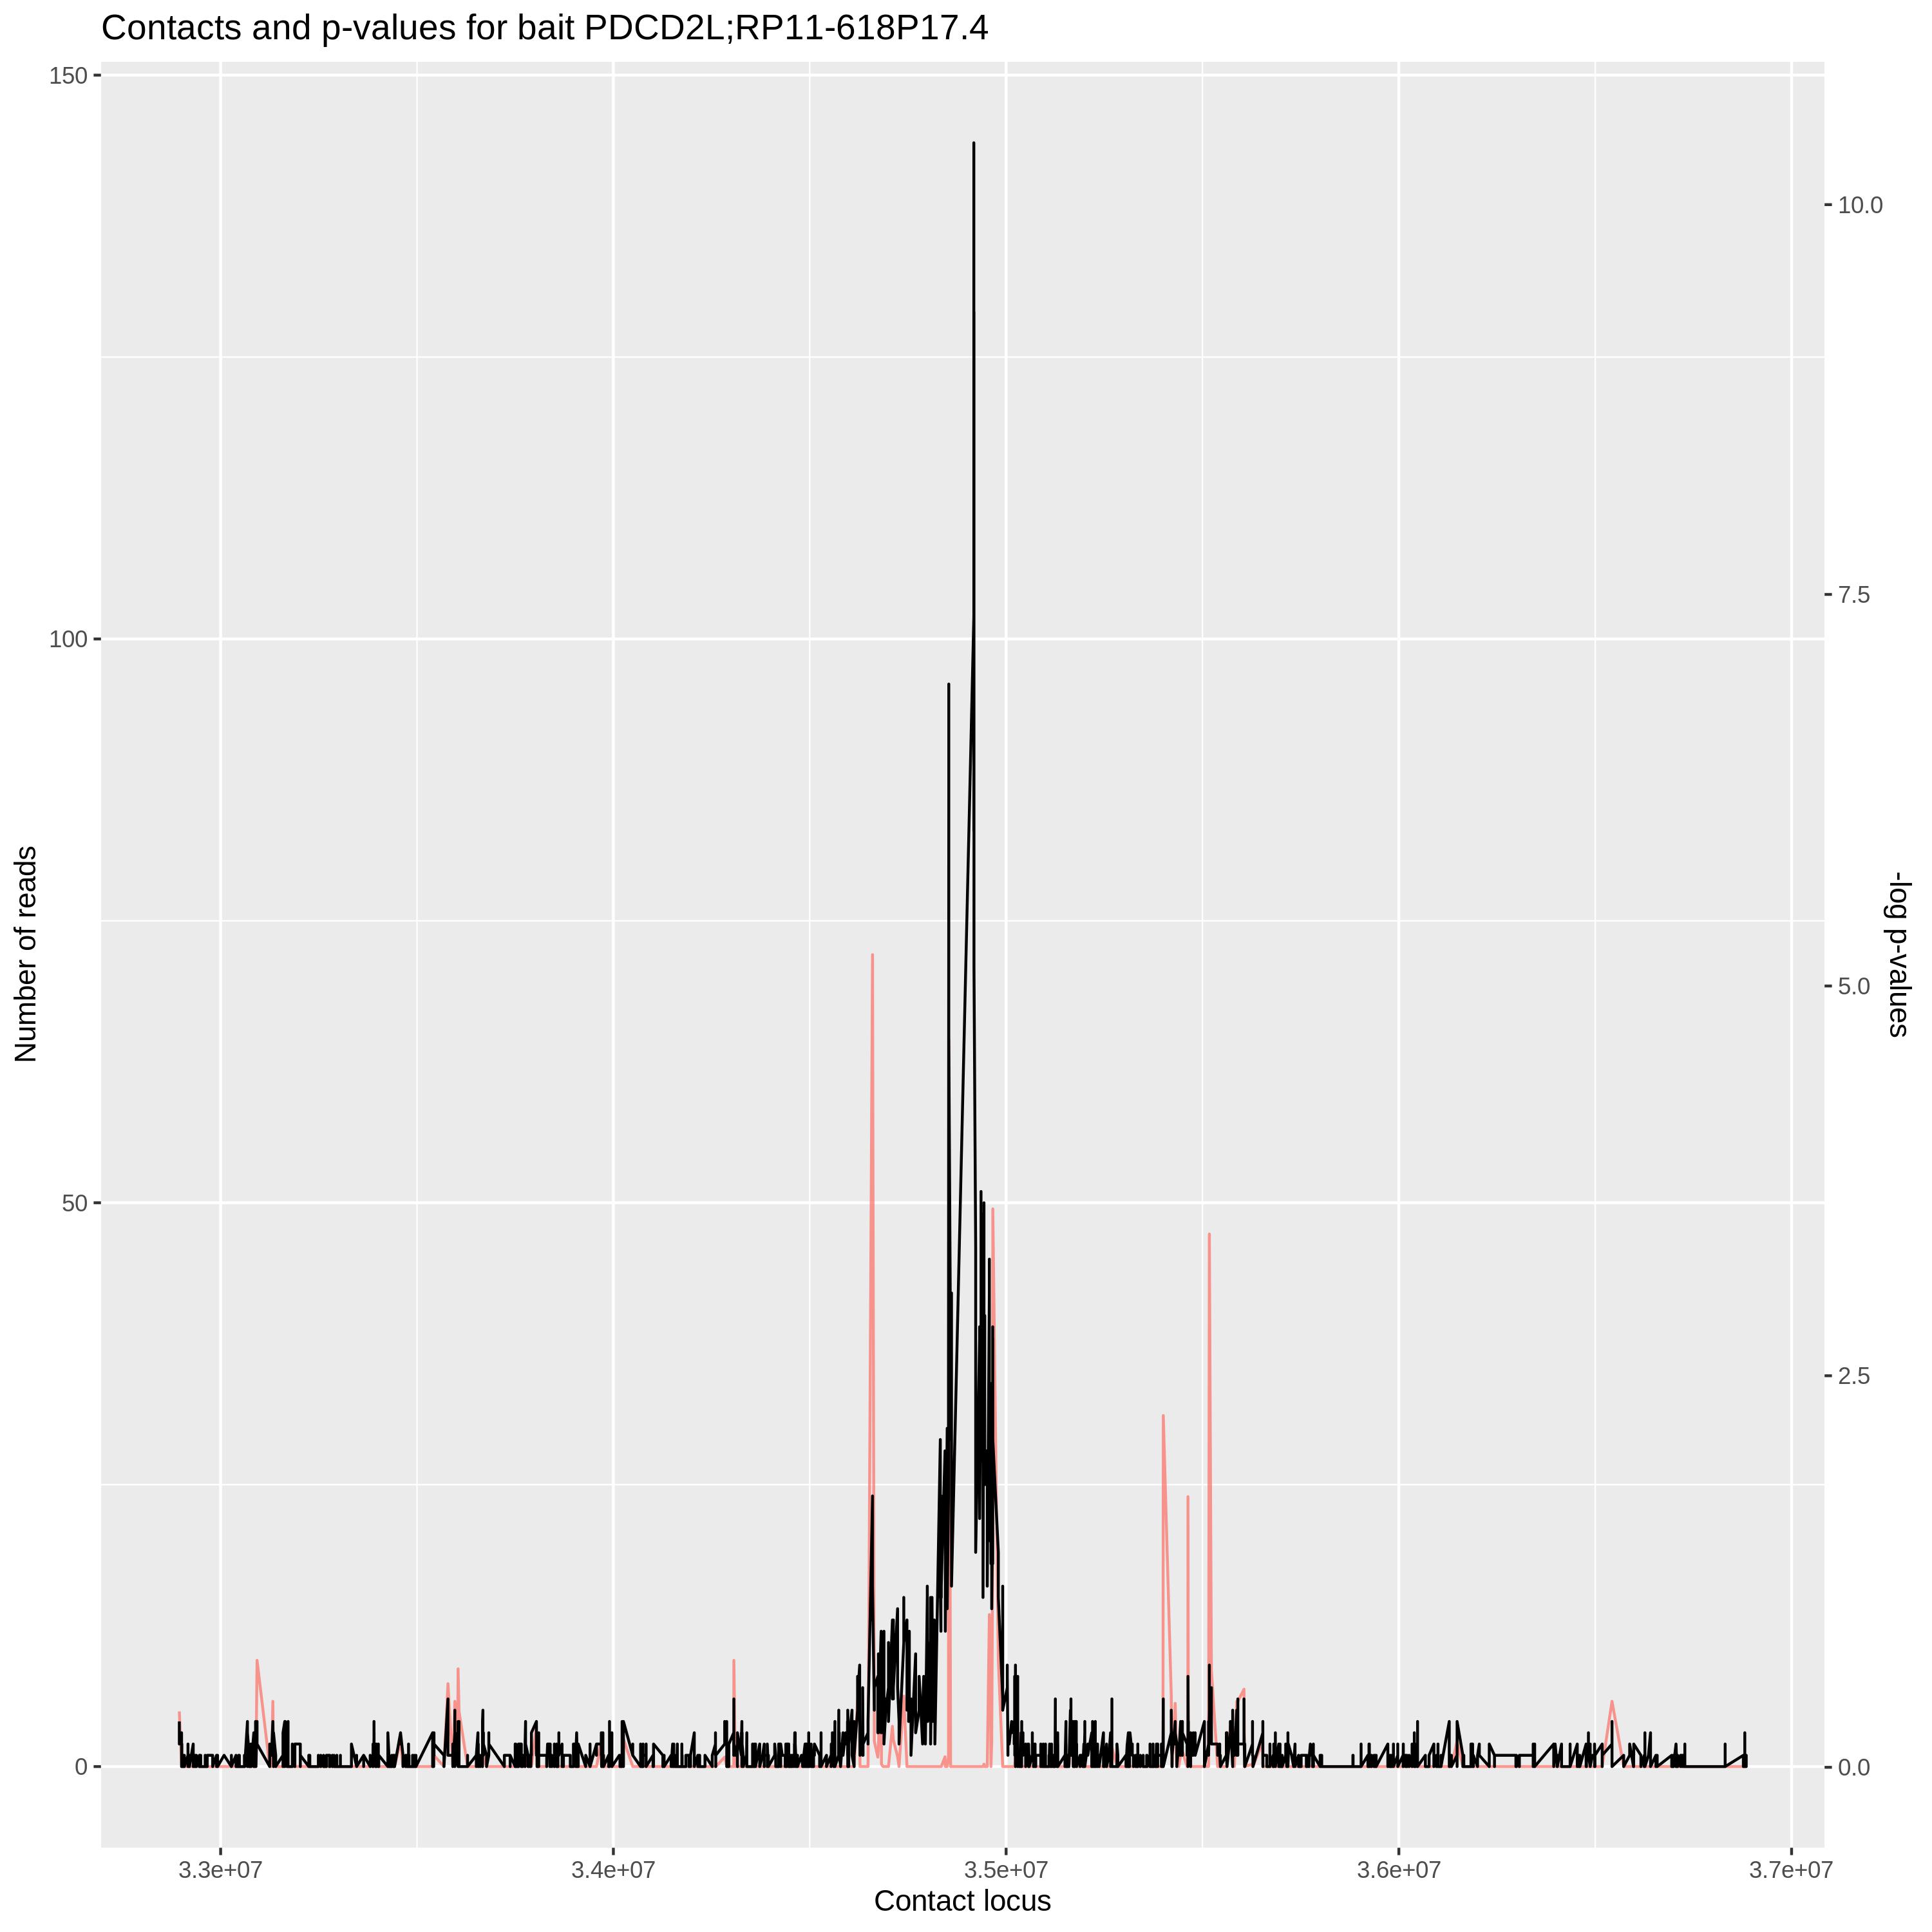 Contacts and p-values for bait PDCD2L;RP11-618P17.4
150
100
50
0
10.0
7.5
5.0
2.5
0.0
Number of reads
-log p-values
3.3e+07
3.4e+07
3.5e+07
3.6e+07
3.7e+07
Contact locus